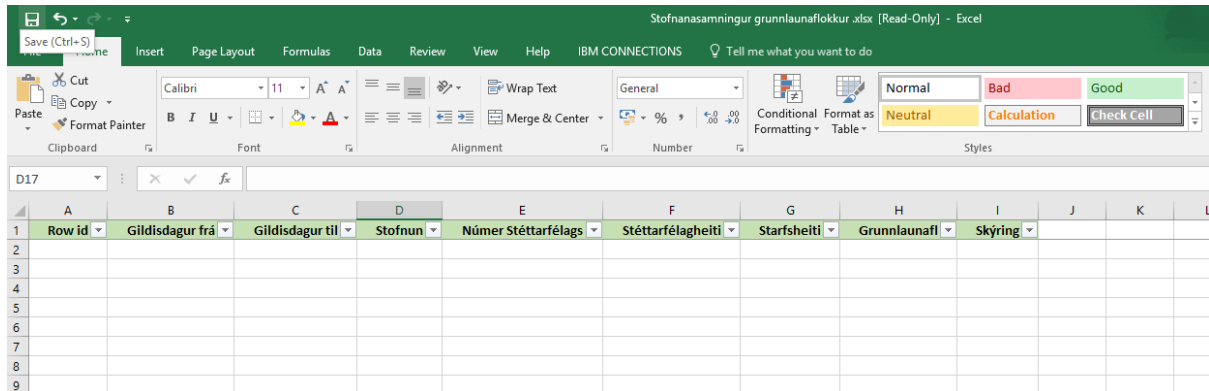 Stofnanasamningur grunnlaunaflokkur .xlsx [Read-Only] - Excel
Save (Ctrl+S)
Home Insert Page Layout Formulas Data Review View Help IBM CONNECTIONS Tell me what you want to do
Cut
Copy
Format Painter
Paste
Clipboard
Calibri 11 A A
B I U A
Font
Wrap Text
Merge & Center
Alignment
General
% , .00 .0
Number
Conditional Formatting
Format as Table
Normal Bad Good
Neutral Calculation Check Cell
Styles
D17 fx
A B C D E F G H I J K L
1 Row id Gildisdagur frá Gildisdagur til Stofnun Númer Stéttarfélags Stéttarfélagheiti Starfsheiti Grunnlaunafl Skýring
2
3
4
5
6
7
8
9